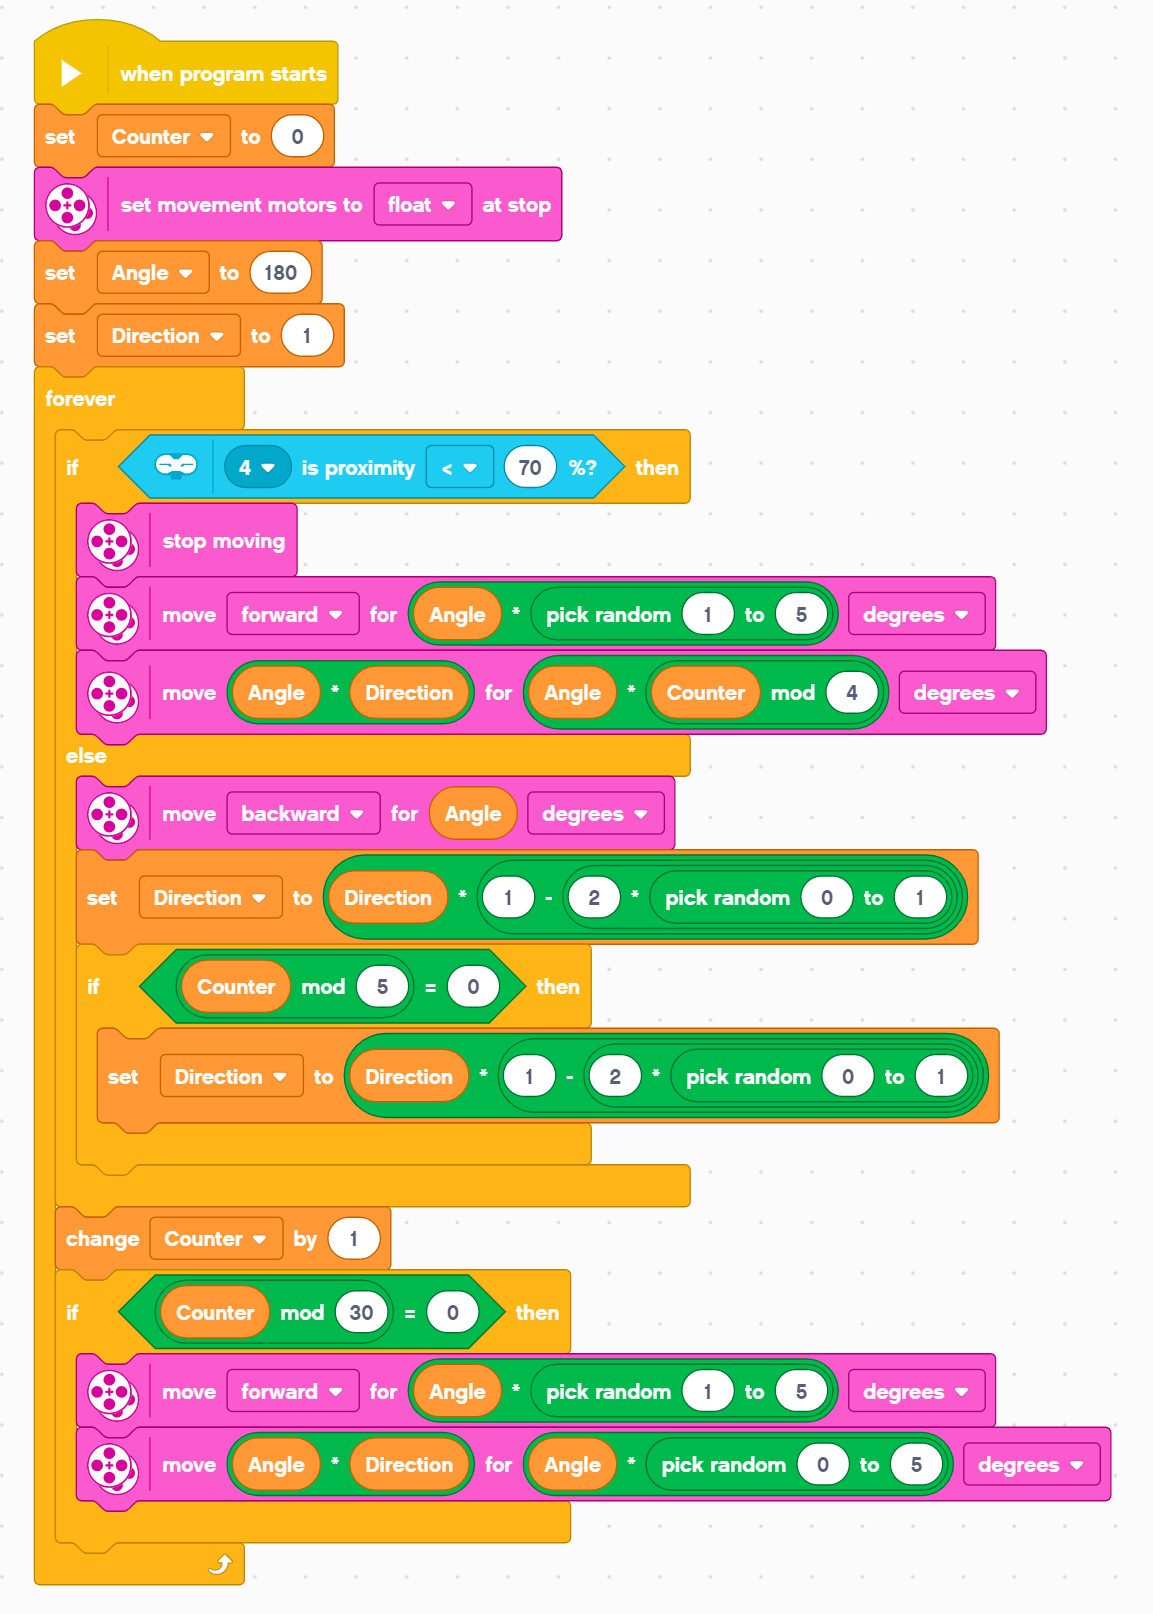 when program starts
set Counter to 0
set movement motors to float at stop
set Angle to 180
set Direction to 1
forever
if 4 is proximity < 70 %? then
stop moving
move forward for Angle * pick random 1 to 5 degrees
move Angle * Direction for Angle * Counter mod 4 degrees
else
move backward for Angle degrees
set Direction to Direction * 1 - 2 * pick random 0 to 1
if Counter mod 5 = 0 then
set Direction to Direction * 1 - 2 * pick random 0 to 1
change Counter by 1
if Counter mod 30 = 0 then
move forward for Angle * pick random 1 to 5 degrees
move Angle * Direction for Angle * pick random 0 to 5 degrees